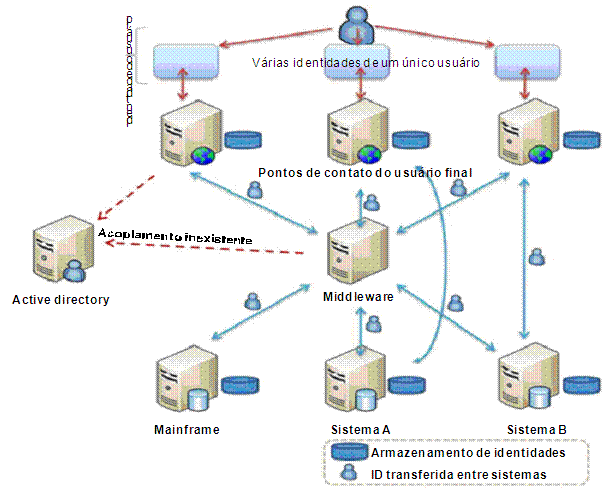 Várias identidades de um único usuário
Pontos de contato do usuário final
Acoplamento inexistente
Active directory
Middleware
Mainframe
Sistema A
Sistema B
Armazenamento de identidades
ID transferida entre sistemas